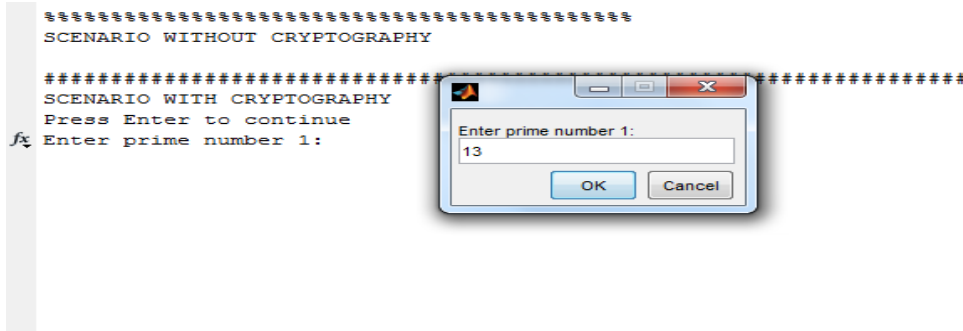 %%%%%%%%%%%%%%%%%%%%%%%%%%%%%%%%%%%%%%%%%%%%
SCENARIO WITHOUT CRYPTOGRAPHY
####################################################################
SCENARIO WITH CRYPTOGRAPHY
Press Enter to continue
fx Enter prime number 1:
Enter prime number 1:
13
OK Cancel